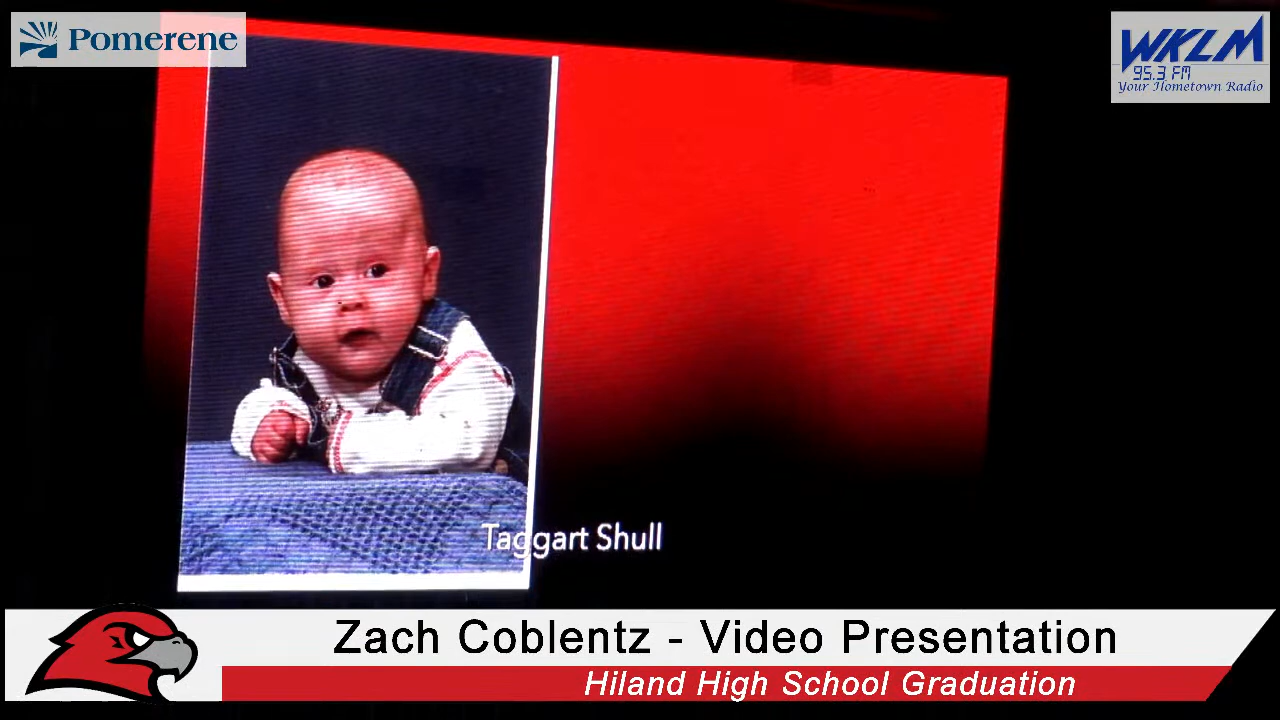 Pomerene
WKLM
95.3 FM
Your Hometown Radio
Taggart Shull
Zach Coblentz - Video Presentation
Hiland High School Graduation